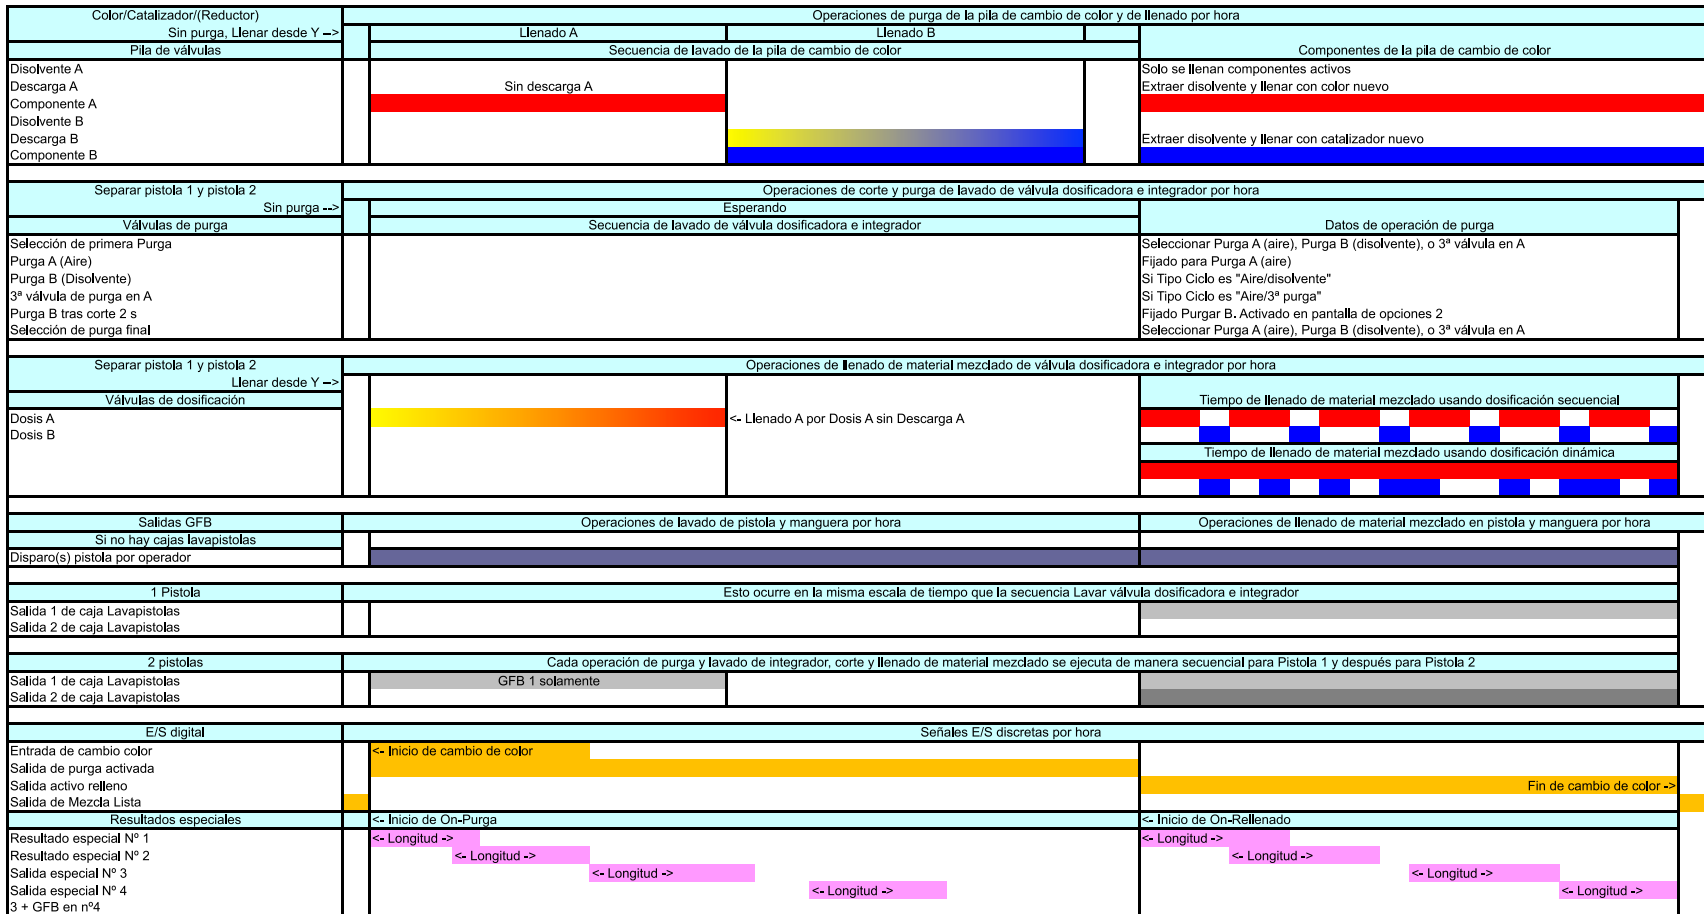 Color/Catalizador/(Reductor)
Operaciones de purga de la pila de cambio de color y de llenado por hora
Sin purga, Llenar desde Y –>
Llenado A
Llenado B
Pila de válvulas
Secuencia de lavado de la pila de cambio de color
Componentes de la pila de cambio de color
Disolvente A
Solo se llenan componentes activos
Descarga A
Sin descarga A
Extraer disolvente y llenar con color nuevo
Componente A
Disolvente B
Descarga B
Extraer disolvente y llenar con catalizador nuevo
Componente B
Separar pistola 1 y pistola 2
Operaciones de corte y purga de lavado de válvula dosificadora e integrador por hora
Sin purga -->
Esperando
Válvulas de purga
Secuencia de lavado de válvula dosificadora e integrador
Datos de operación de purga
Selección de primera Purga
Seleccionar Purga A (aire), Purga B (disolvente), o 3ª válvula en A
Purga A (Aire)
Fijado para Purga A (aire)
Purga B (Disolvente)
Si Tipo Ciclo es "Aire/disolvente"
3ª válvula de purga en A
Si Tipo Ciclo es "Aire/3ª purga"
Purga B tras corte 2 s
Fijado Purgar B. Activado en pantalla de opciones 2
Selección de purga final
Seleccionar Purga A (aire), Purga B (disolvente), o 3ª válvula en A
Separar pistola 1 y pistola 2
Operaciones de llenado de material mezclado de válvula dosificadora e integrador por hora
Llenar desde Y –>
Válvulas de dosificación
Tiempo de llenado de material mezclado usando dosificación secuencial
Dosis A
<- Llenado A por Dosis A sin Descarga A
Dosis B
Tiempo de llenado de material mezclado usando dosificación dinámica
Salidas GFB
Operaciones de lavado de pistola y manguera por hora
Operaciones de llenado de material mezclado en pistola y manguera por hora
Si no hay cajas lavapistolas
Disparo(s) pistola por operador
1 Pistola
Esto ocurre en la misma escala de tiempo que la secuencia Lavar válvula dosificadora e integrador
Salida 1 de caja Lavapistolas
Salida 2 de caja Lavapistolas
2 pistolas
Cada operación de purga y lavado de integrador, corte y llenado de material mezclado se ejecuta de manera secuencial para Pistola 1 y después para Pistola 2
Salida 1 de caja Lavapistolas
GFB 1 solamente
Salida 2 de caja Lavapistolas
E/S digital
Señales E/S discretas por hora
Entrada de cambio color
<- Inicio de cambio de color
Salida de purga activada
Salida activo relleno
Fin de cambio de color ->
Salida de Mezcla Lista
Resultados especiales
<- Inicio de On-Purga
<- Inicio de On-Rellenado
Resultado especial Nº 1
<- Longitud ->
<- Longitud ->
Resultado especial Nº 2
<- Longitud ->
<- Longitud ->
Salida especial Nº 3
<- Longitud ->
<- Longitud ->
Salida especial Nº 4
<- Longitud ->
<- Longitud ->
3 + GFB en nº4